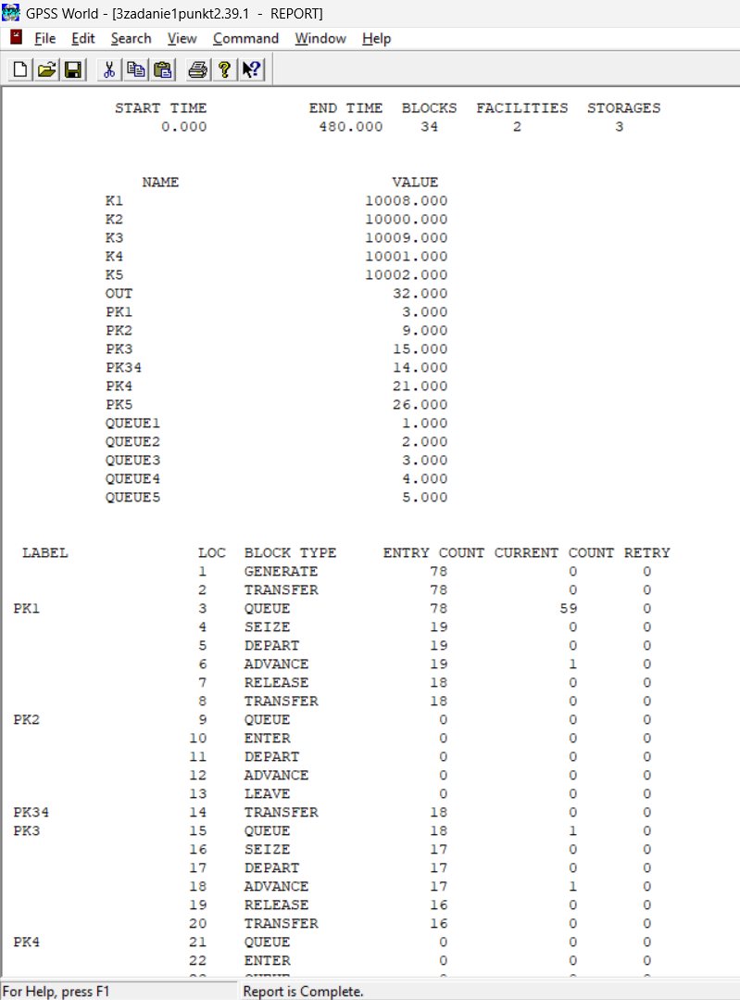 GPSS World - [3zadanie1punkt2.39.1 - REPORT]
File Edit Search View Command Window Help
START TIME END TIME BLOCKS FACILITIES STORAGES
0.000 480.000 34 2 3
NAME VALUE
K1 10008.000
K2 10000.000
K3 10009.000
K4 10001.000
K5 10002.000
OUT 32.000
PK1 3.000
PK2 9.000
PK3 15.000
PK34 14.000
PK4 21.000
PK5 26.000
QUEUE1 1.000
QUEUE2 2.000
QUEUE3 3.000
QUEUE4 4.000
QUEUE5 5.000
LABEL LOC BLOCK TYPE ENTRY COUNT CURRENT COUNT RETRY
1 GENERATE 78 0 0
2 TRANSFER 78 0 0
PK1 3 QUEUE 78 59 0
4 SEIZE 19 0 0
5 DEPART 19 0 0
6 ADVANCE 19 1 0
7 RELEASE 18 0 0
8 TRANSFER 18 0 0
PK2 9 QUEUE 0 0 0
10 ENTER 0 0 0
11 DEPART 0 0 0
12 ADVANCE 0 0 0
13 LEAVE 0 0 0
PK34 14 TRANSFER 18 0 0
PK3 15 QUEUE 18 1 0
16 SEIZE 17 0 0
17 DEPART 17 0 0
18 ADVANCE 17 1 0
19 RELEASE 16 0 0
20 TRANSFER 16 0 0
PK4 21 QUEUE 0 0 0
22 ENTER 0 0 0
For Help, press F1 Report is Complete.